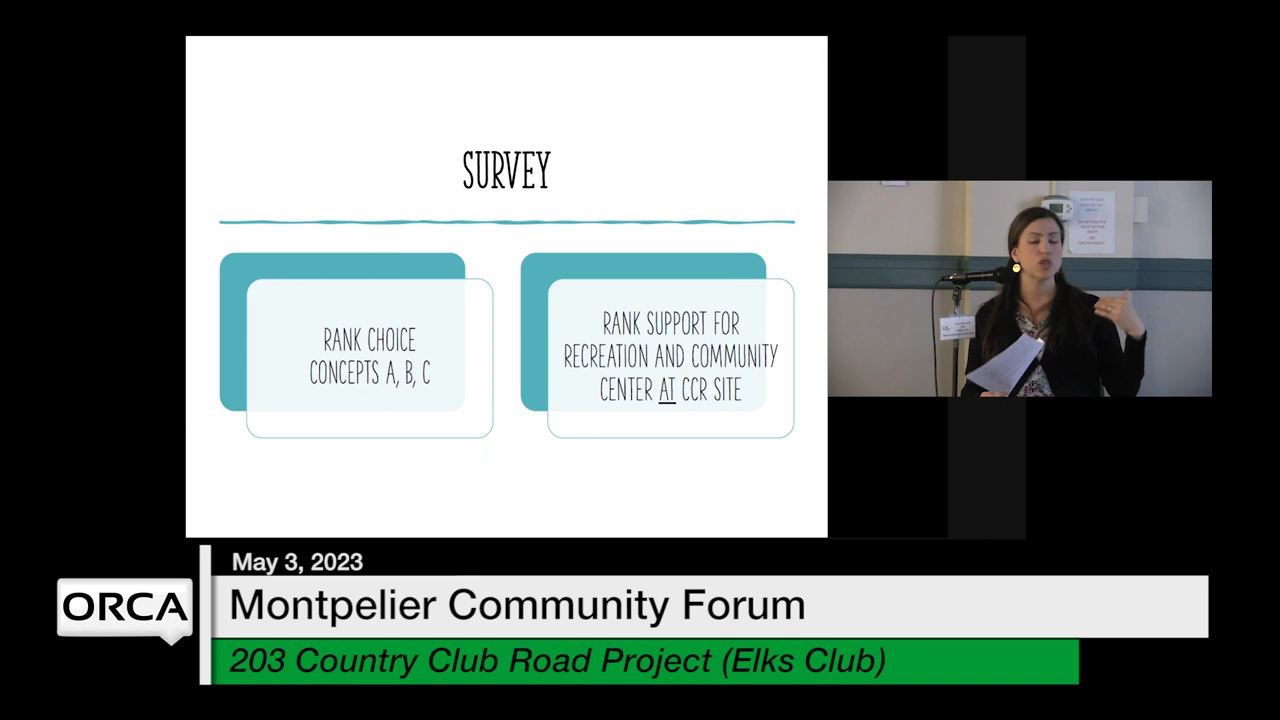 SURVEY
RANK CHOICE
CONCEPTS A, B, C
RANK SUPPORT FOR
RECREATION AND COMMUNITY
CENTER AT CCR SITE
May 3, 2023
ORCA
Montpelier Community Forum
203 Country Club Road Project (Elks Club)